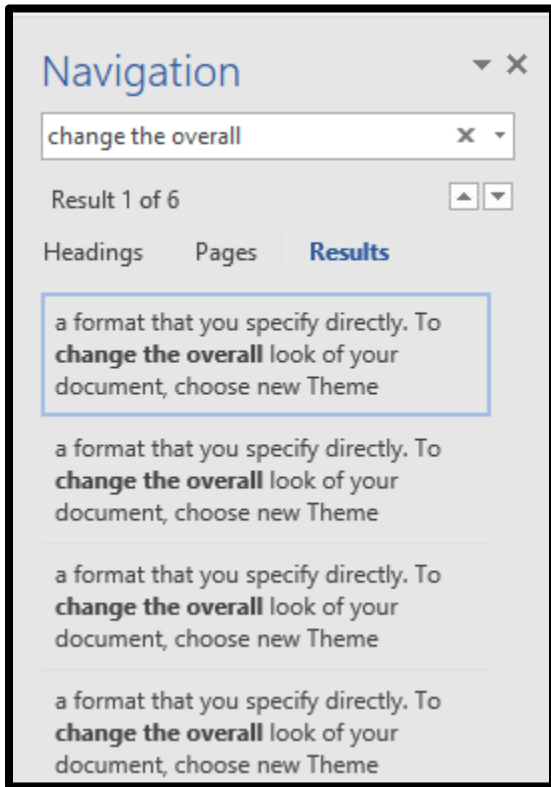 Navigation
change the overall
Result 1 of 6
Headings Pages Results
a format that you specify directly. To
change the overall look of your
document, choose new Theme
a format that you specify directly. To
change the overall look of your
document, choose new Theme
a format that you specify directly. To
change the overall look of your
document, choose new Theme
a format that you specify directly. To
change the overall look of your
document, choose new Theme